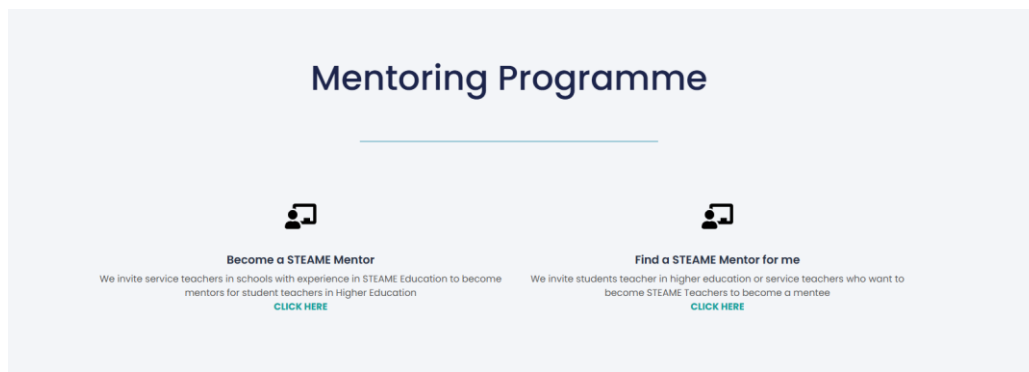 Mentoring Programme
Become a STEAME Mentor
We invite service teachers in schools with experience in STEAME Education to become
mentors for student teachers in Higher Education
CLICK HERE
Find a STEAME Mentor for me
We invite students teacher in higher education or service teachers who want to
become STEAME Teachers to become a mentee
CLICK HERE